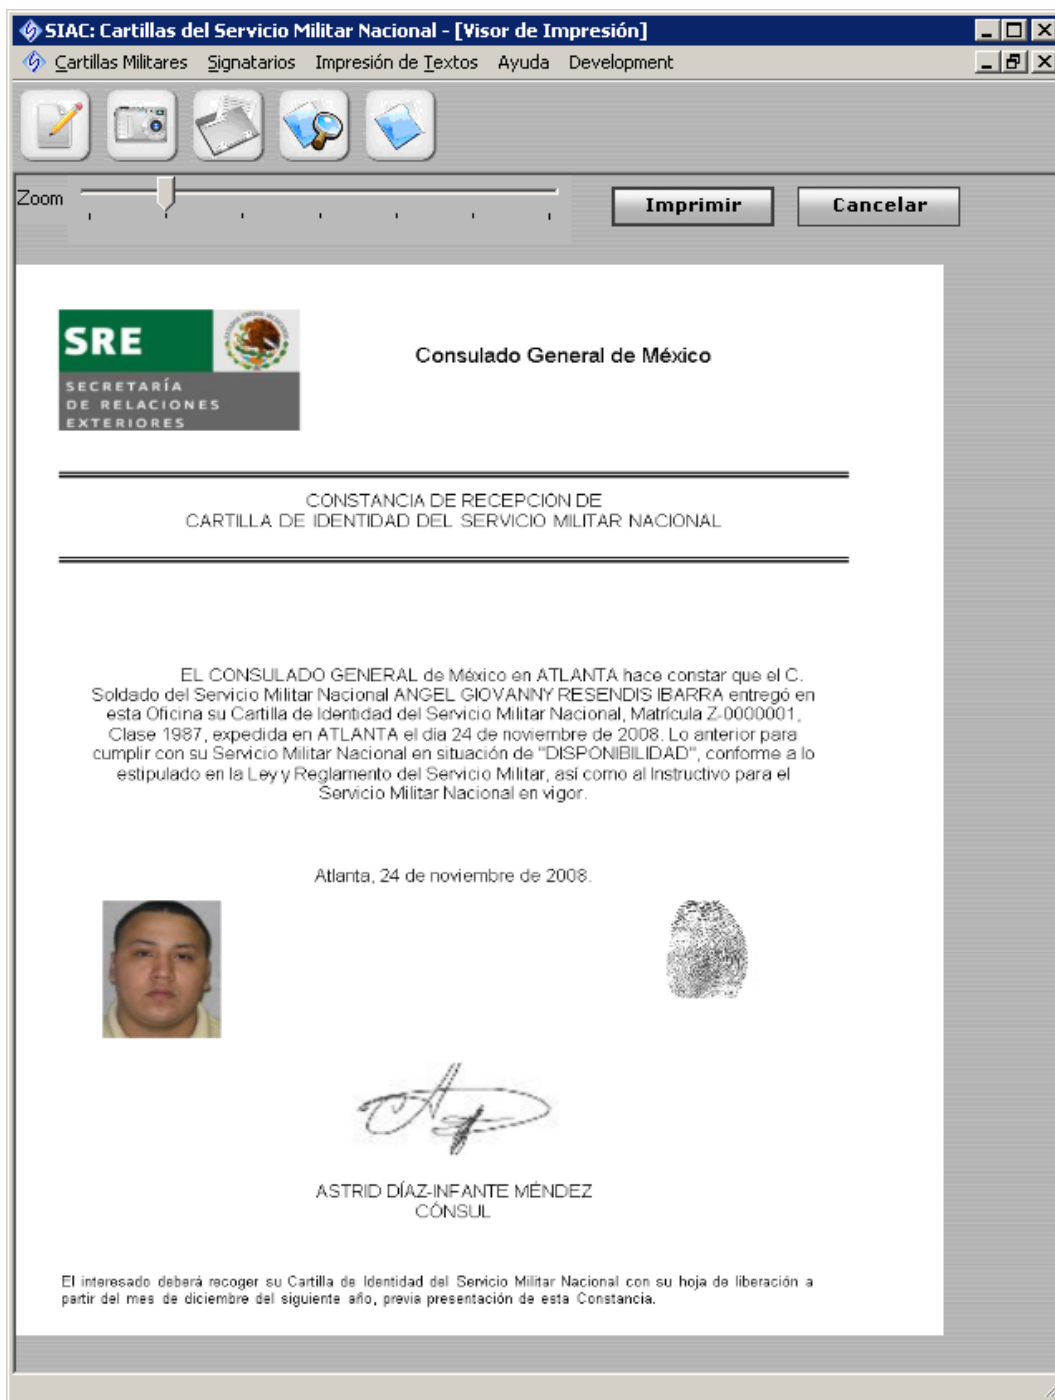 SIAC: Cartillas del Servicio Militar Nacional - [Visor de Impresión]
Cartillas Militares Signatarios Impresión de Textos Ayuda Development
Zoom
Imprimir
Cancelar
SRE
SECRETARÍA
DE RELACIONES
EXTERIORES
Consulado General de México
CONSTANCIA DE RECEPCION DE
CARTILLA DE IDENTIDAD DEL SERVICIO MILITAR NACIONAL
EL CONSULADO GENERAL de México en ATLANTA hace constar que el C.
Soldado del Servicio Militar Nacional ANGEL GIOVANNY RESENDIS IBARRA entregó en
esta Oficina su Cartilla de Identidad del Servicio Militar Nacional, Matrícula Z-0000001,
Clase 1987, expedida en ATLANTA el día 24 de noviembre de 2008. Lo anterior para
cumplir con su Servicio Militar Nacional en situación de "DISPONIBILIDAD", conforme a lo
estipulado en la Ley y Reglamento del Servicio Militar, así como al Instructivo para el
Servicio Militar Nacional en vigor.
Atlanta, 24 de noviembre de 2008.
ASTRID DÍAZ-INFANTE MÉNDEZ
CÓNSUL
El interesado deberá recoger su Cartilla de Identidad del Servicio Militar Nacional con su hoja de liberación a
partir del mes de diciembre del siguiente año, previa presentación de esta Constancia.